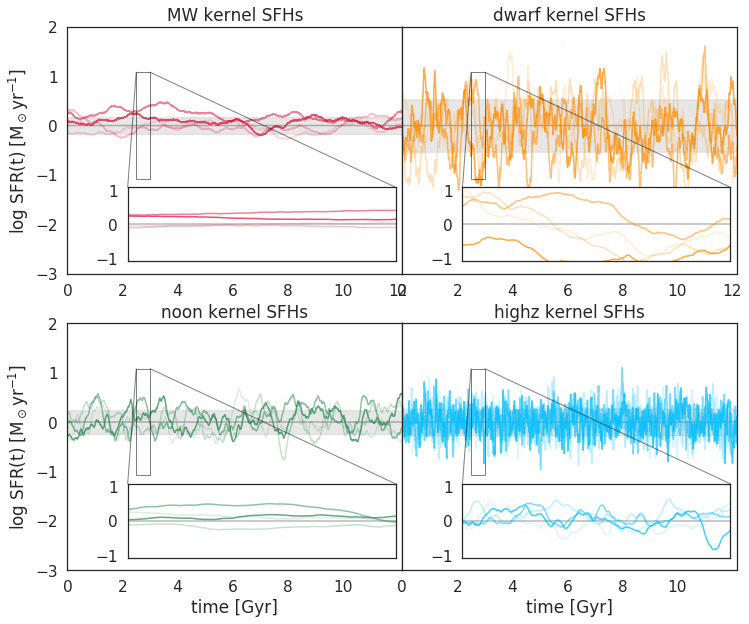 MW kernel SFHs
dwarf kernel SFHs
log SFR(t) [M⊙yr⁻¹]
2
1
0
−1
−2
−3
1
0
−1
1
0
−1
0 2 4 6 8 10 12
0 2 4 6 8 10 12
noon kernel SFHs
highz kernel SFHs
log SFR(t) [M⊙yr⁻¹]
2
1
0
−1
−2
−3
1
0
−1
1
0
−1
0 2 4 6 8 10
0 2 4 6 8 10
time [Gyr]
time [Gyr]